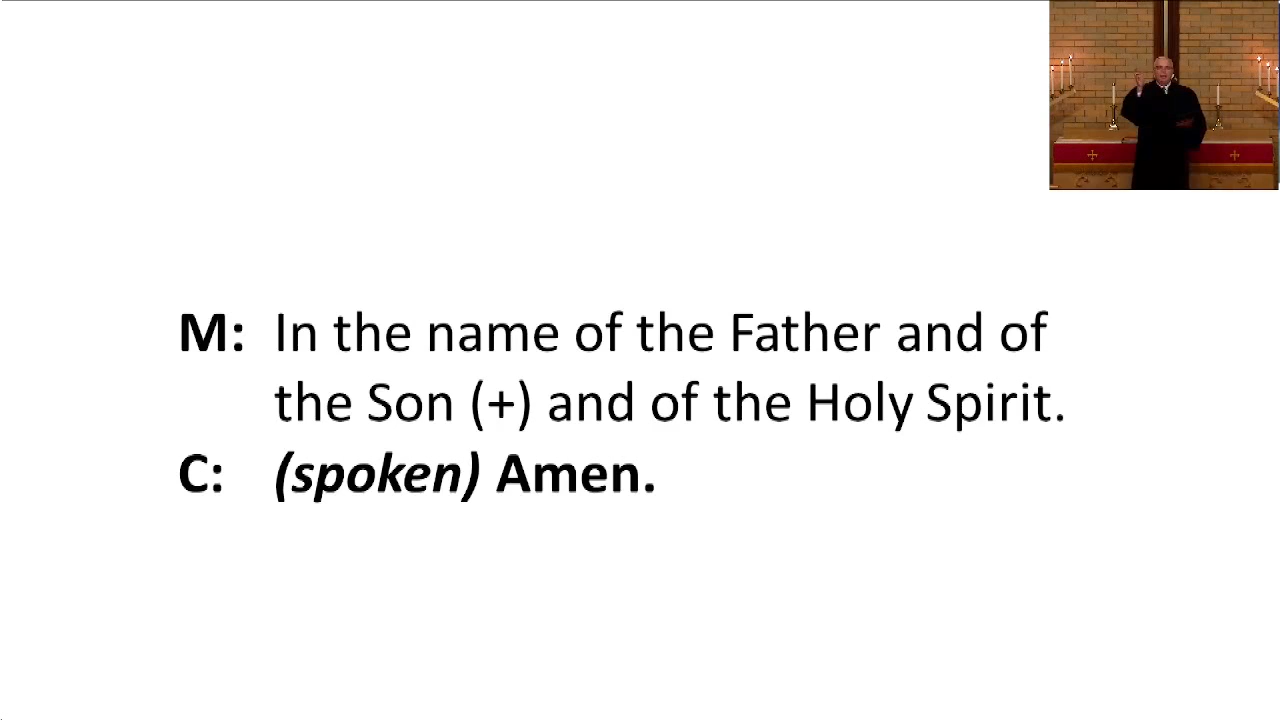 M: In the name of the Father and of
the Son (+) and of the Holy Spirit.
C: (spoken) Amen.